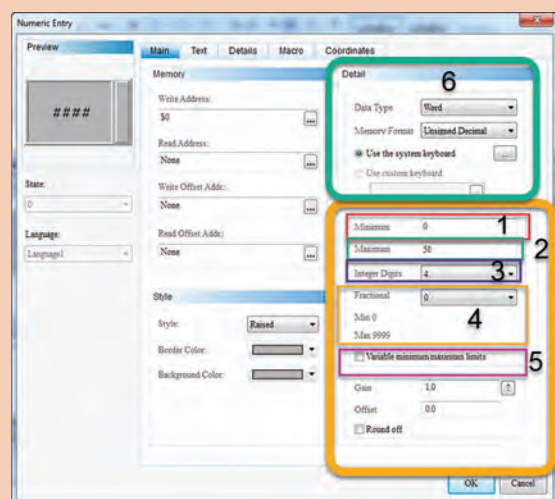 Numeric Entry
Preview
Main Text Details Macro Coordinates
####
State:
0
Language:
Language1
Memory
Write Address:
$0
...
Read Address:
None
...
Write Offset Addr:
None
...
Read Offset Addr:
None
...
Style
Style: Raised
Border Color:
Background Color:
Detail
6
Data Type Word
Memory Format Unsigned Decimal
Use the system keyboard ...
Use custom keyboard
Minimum 0 1
2
Maximum 50
Integer Digits 4 3
Fractional 0
Min 0 4
Max 9999
Variable minimum/maximum limits 5
Gain 1.0 ?
Offset 0.0
Round off
OK Cancel